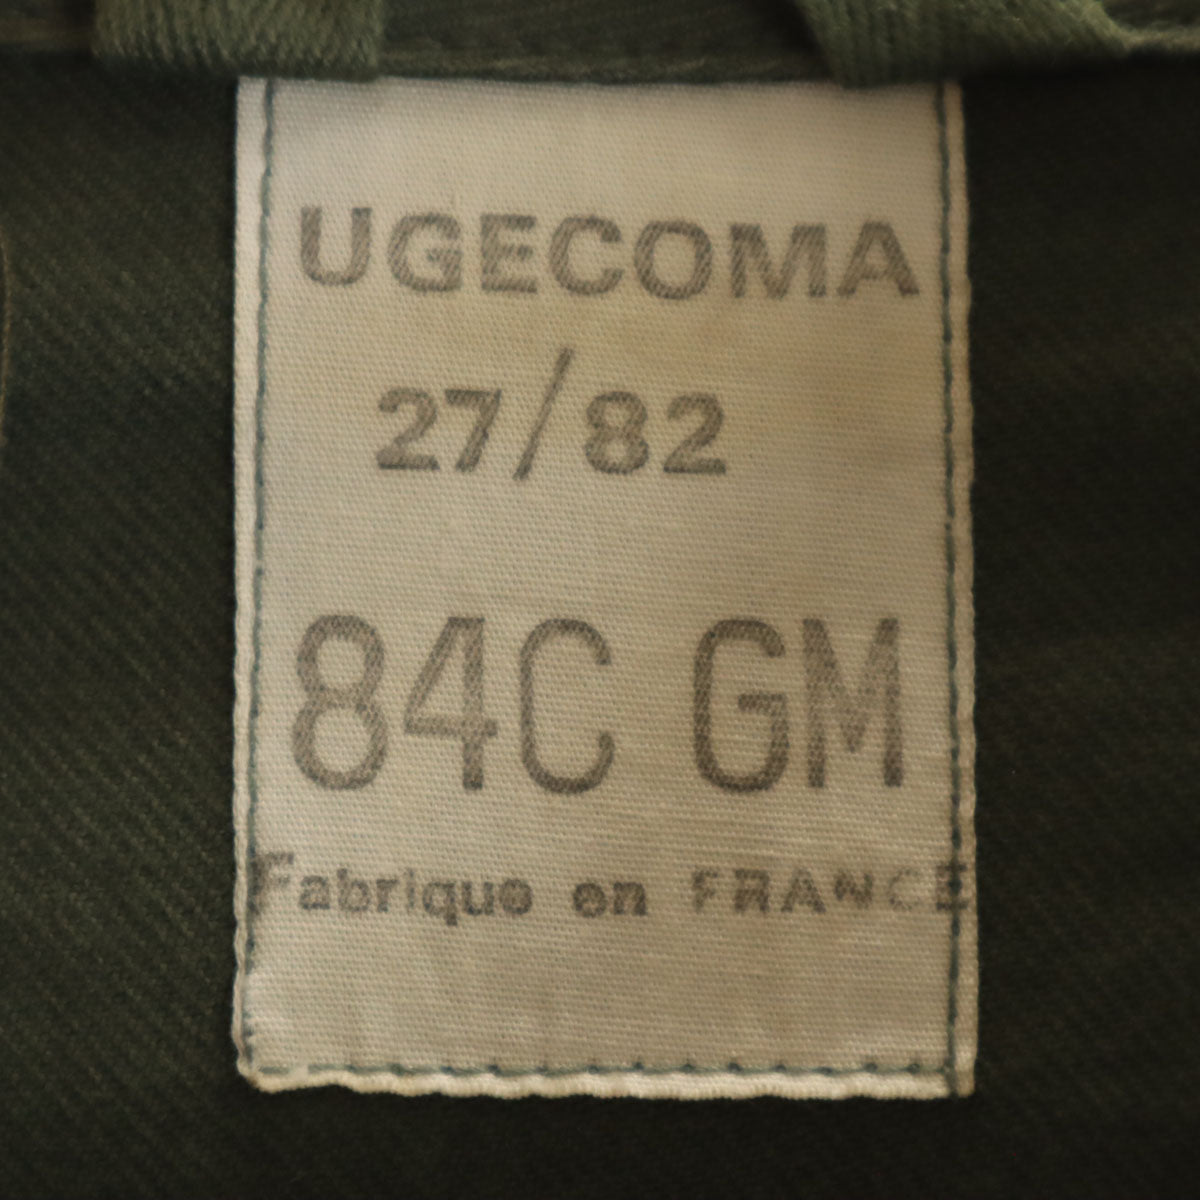 UGECOMA
27/82
84C GM
Fabrique en FRANCE